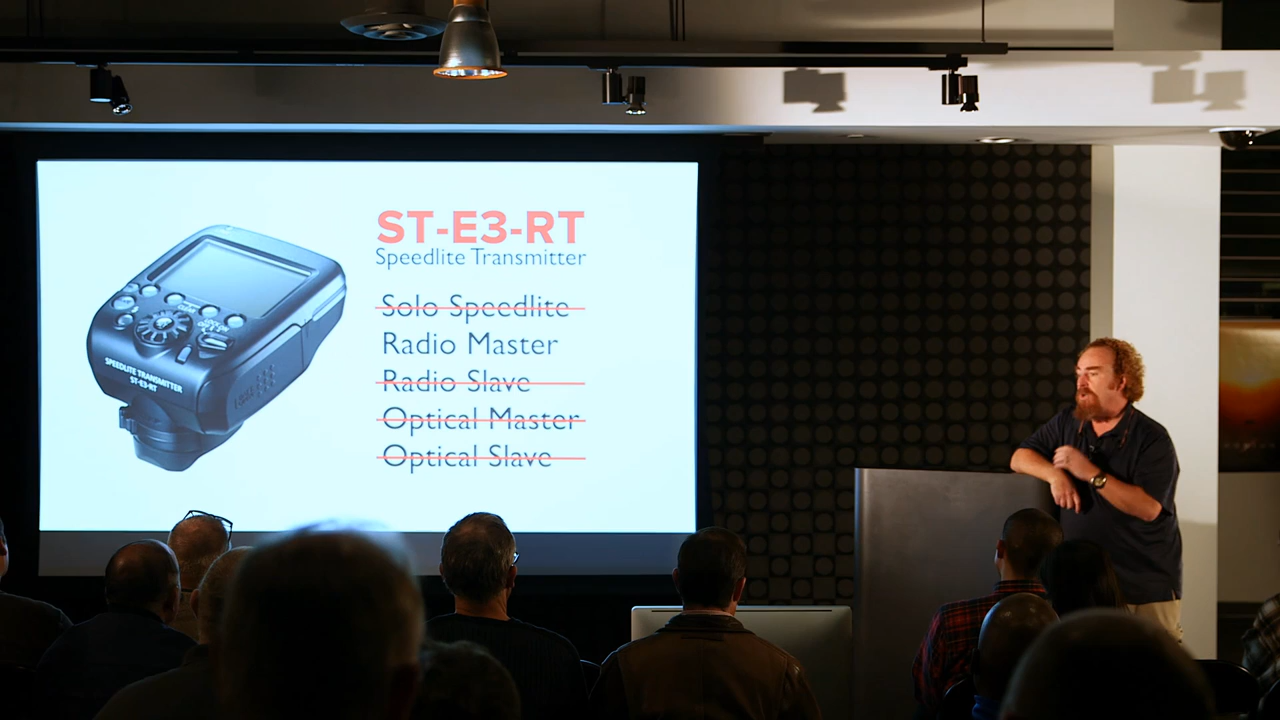 ST-E3-RT
Speedlite Transmitter
Solo Speedlite
Radio Master
Radio Slave
Optical Master
Optical Slave
SPEEDLITE TRANSMITTER
ST-E3-RT